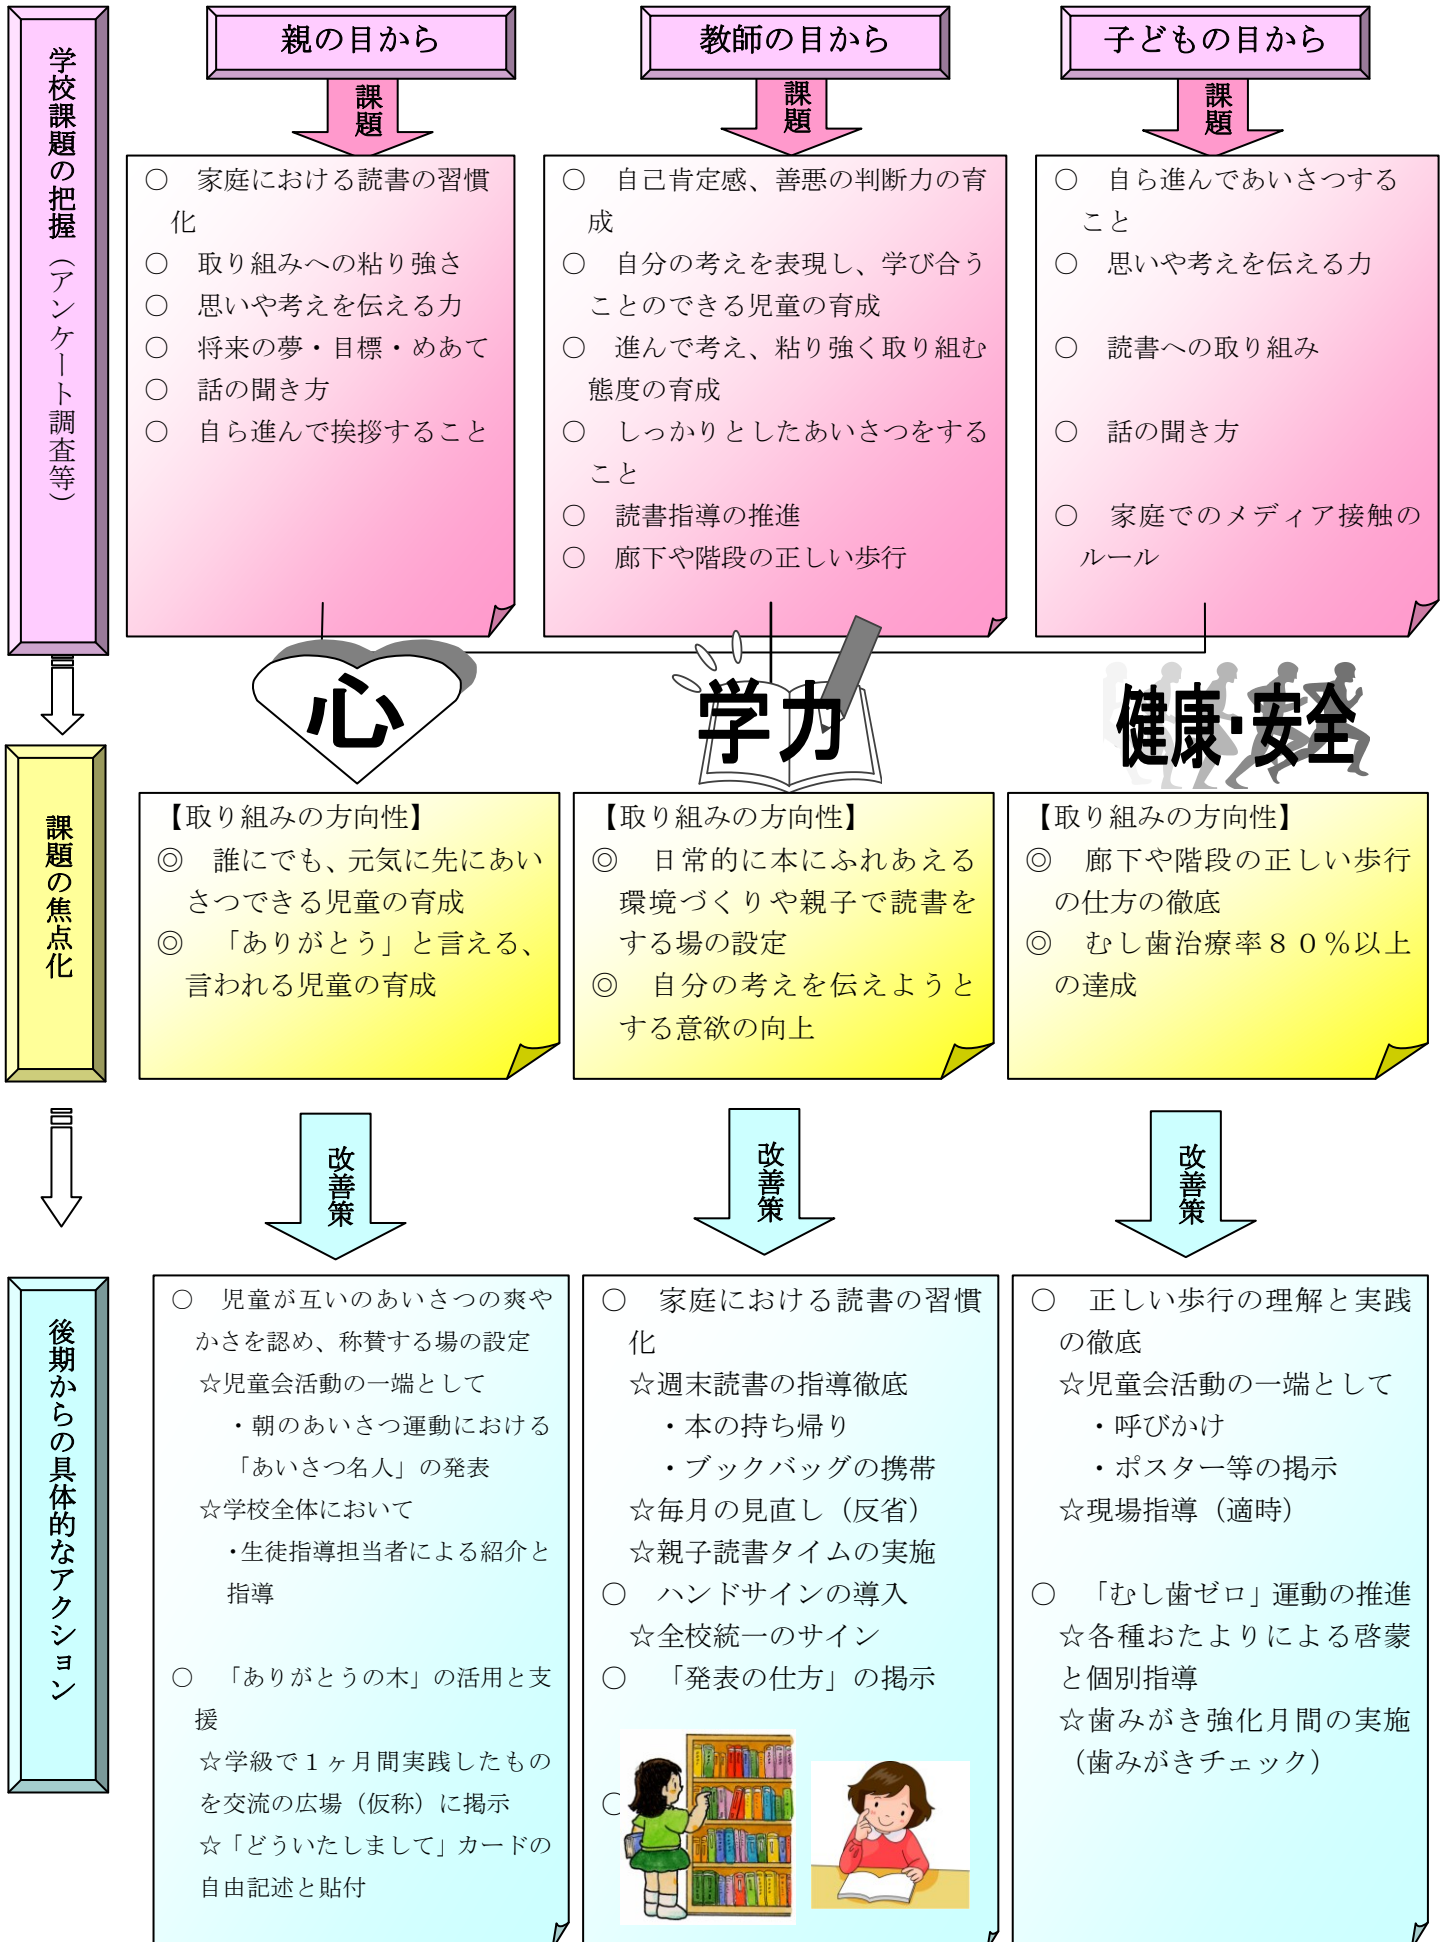 学校課題の把握（アンケート調査等）
親の目から
課題
○　家庭における読書の習慣
化
○　取り組みへの粘り強さ
○　思いや考えを伝える力
○　将来の夢・目標・めあて
○　話の聞き方
○　自ら進んで挨拶すること
教師の目から
課題
○　自己肯定感、善悪の判断力の育
成
○　自分の考えを表現し、学び合う
ことのできる児童の育成
○　進んで考え、粘り強く取り組む
態度の育成
○　しっかりとしたあいさつをする
こと
○　読書指導の推進
○　廊下や階段の正しい歩行
子どもの目から
課題
○　自ら進んであいさつする
こと
○　思いや考えを伝える力
○　読書への取り組み
○　話の聞き方
○　家庭でのメディア接触の
ルール
課題の焦点化
心
【取り組みの方向性】
◎　誰にでも、元気に先にあい
さつできる児童の育成
◎　「ありがとう」と言える、
言われる児童の育成
学力
【取り組みの方向性】
◎　日常的に本にふれあえる
環境づくりや親子で読書を
する場の設定
◎　自分の考えを伝えようと
する意欲の向上
健康・安全
【取り組みの方向性】
◎　廊下や階段の正しい歩行
の仕方の徹底
◎　むし歯治療率８０％以上
の達成
後期からの具体的なアクション
改善策
○　児童が互いのあいさつの爽や
かさを認め、称賛する場の設定
☆児童会活動の一端として
・朝のあいさつ運動における
「あいさつ名人」の発表
☆学校全体において
・生徒指導担当者による紹介と
指導
○　「ありがとうの木」の活用と支
援
☆学級で１ヶ月間実践したもの
を交流の広場（仮称）に掲示
☆「どういたしまして」カードの
自由記述と貼付
改善策
○　家庭における読書の習慣
化
☆週末読書の指導徹底
・本の持ち帰り
・ブックバッグの携帯
☆毎月の見直し（反省）
☆親子読書タイムの実施
○　ハンドサインの導入
☆全校統一のサイン
○　「発表の仕方」の掲示
○
改善策
○　正しい歩行の理解と実践
の徹底
☆児童会活動の一端として
・呼びかけ
・ポスター等の掲示
☆現場指導（適時）
○　「むし歯ゼロ」運動の推進
☆各種おたよりによる啓蒙
と個別指導
☆歯みがき強化月間の実施
（歯みがきチェック）